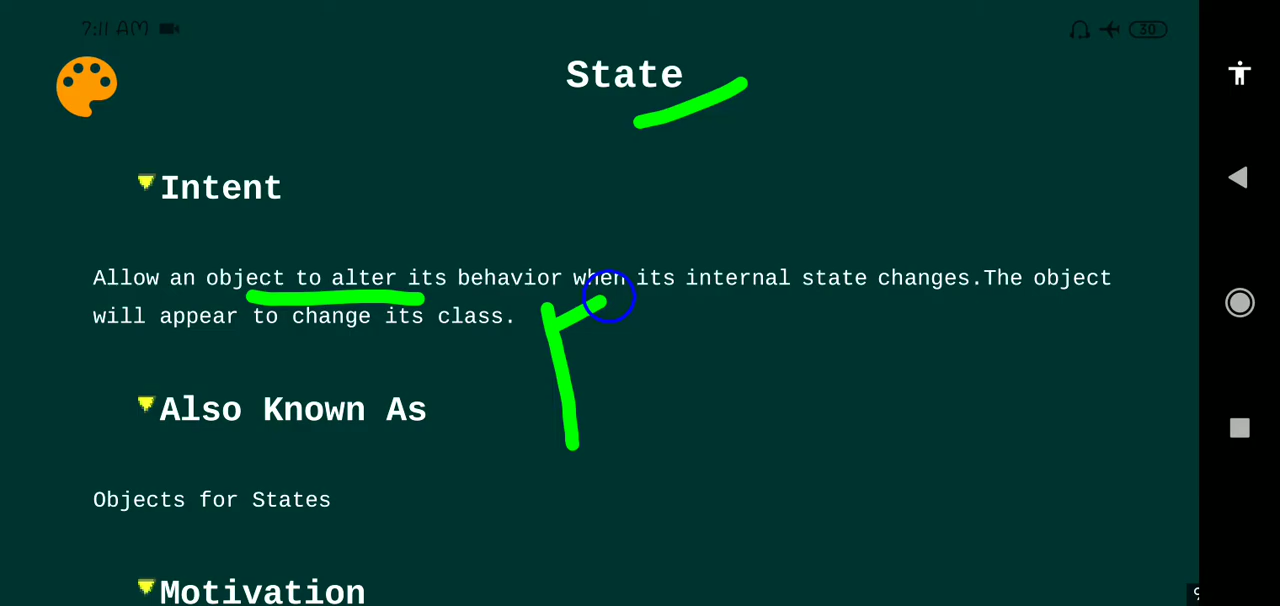 7:11 AM
30
State
Intent
Allow an object to alter its behavior when its internal state changes.The object
will appear to change its class.
Also Known As
Objects for States
Motivation